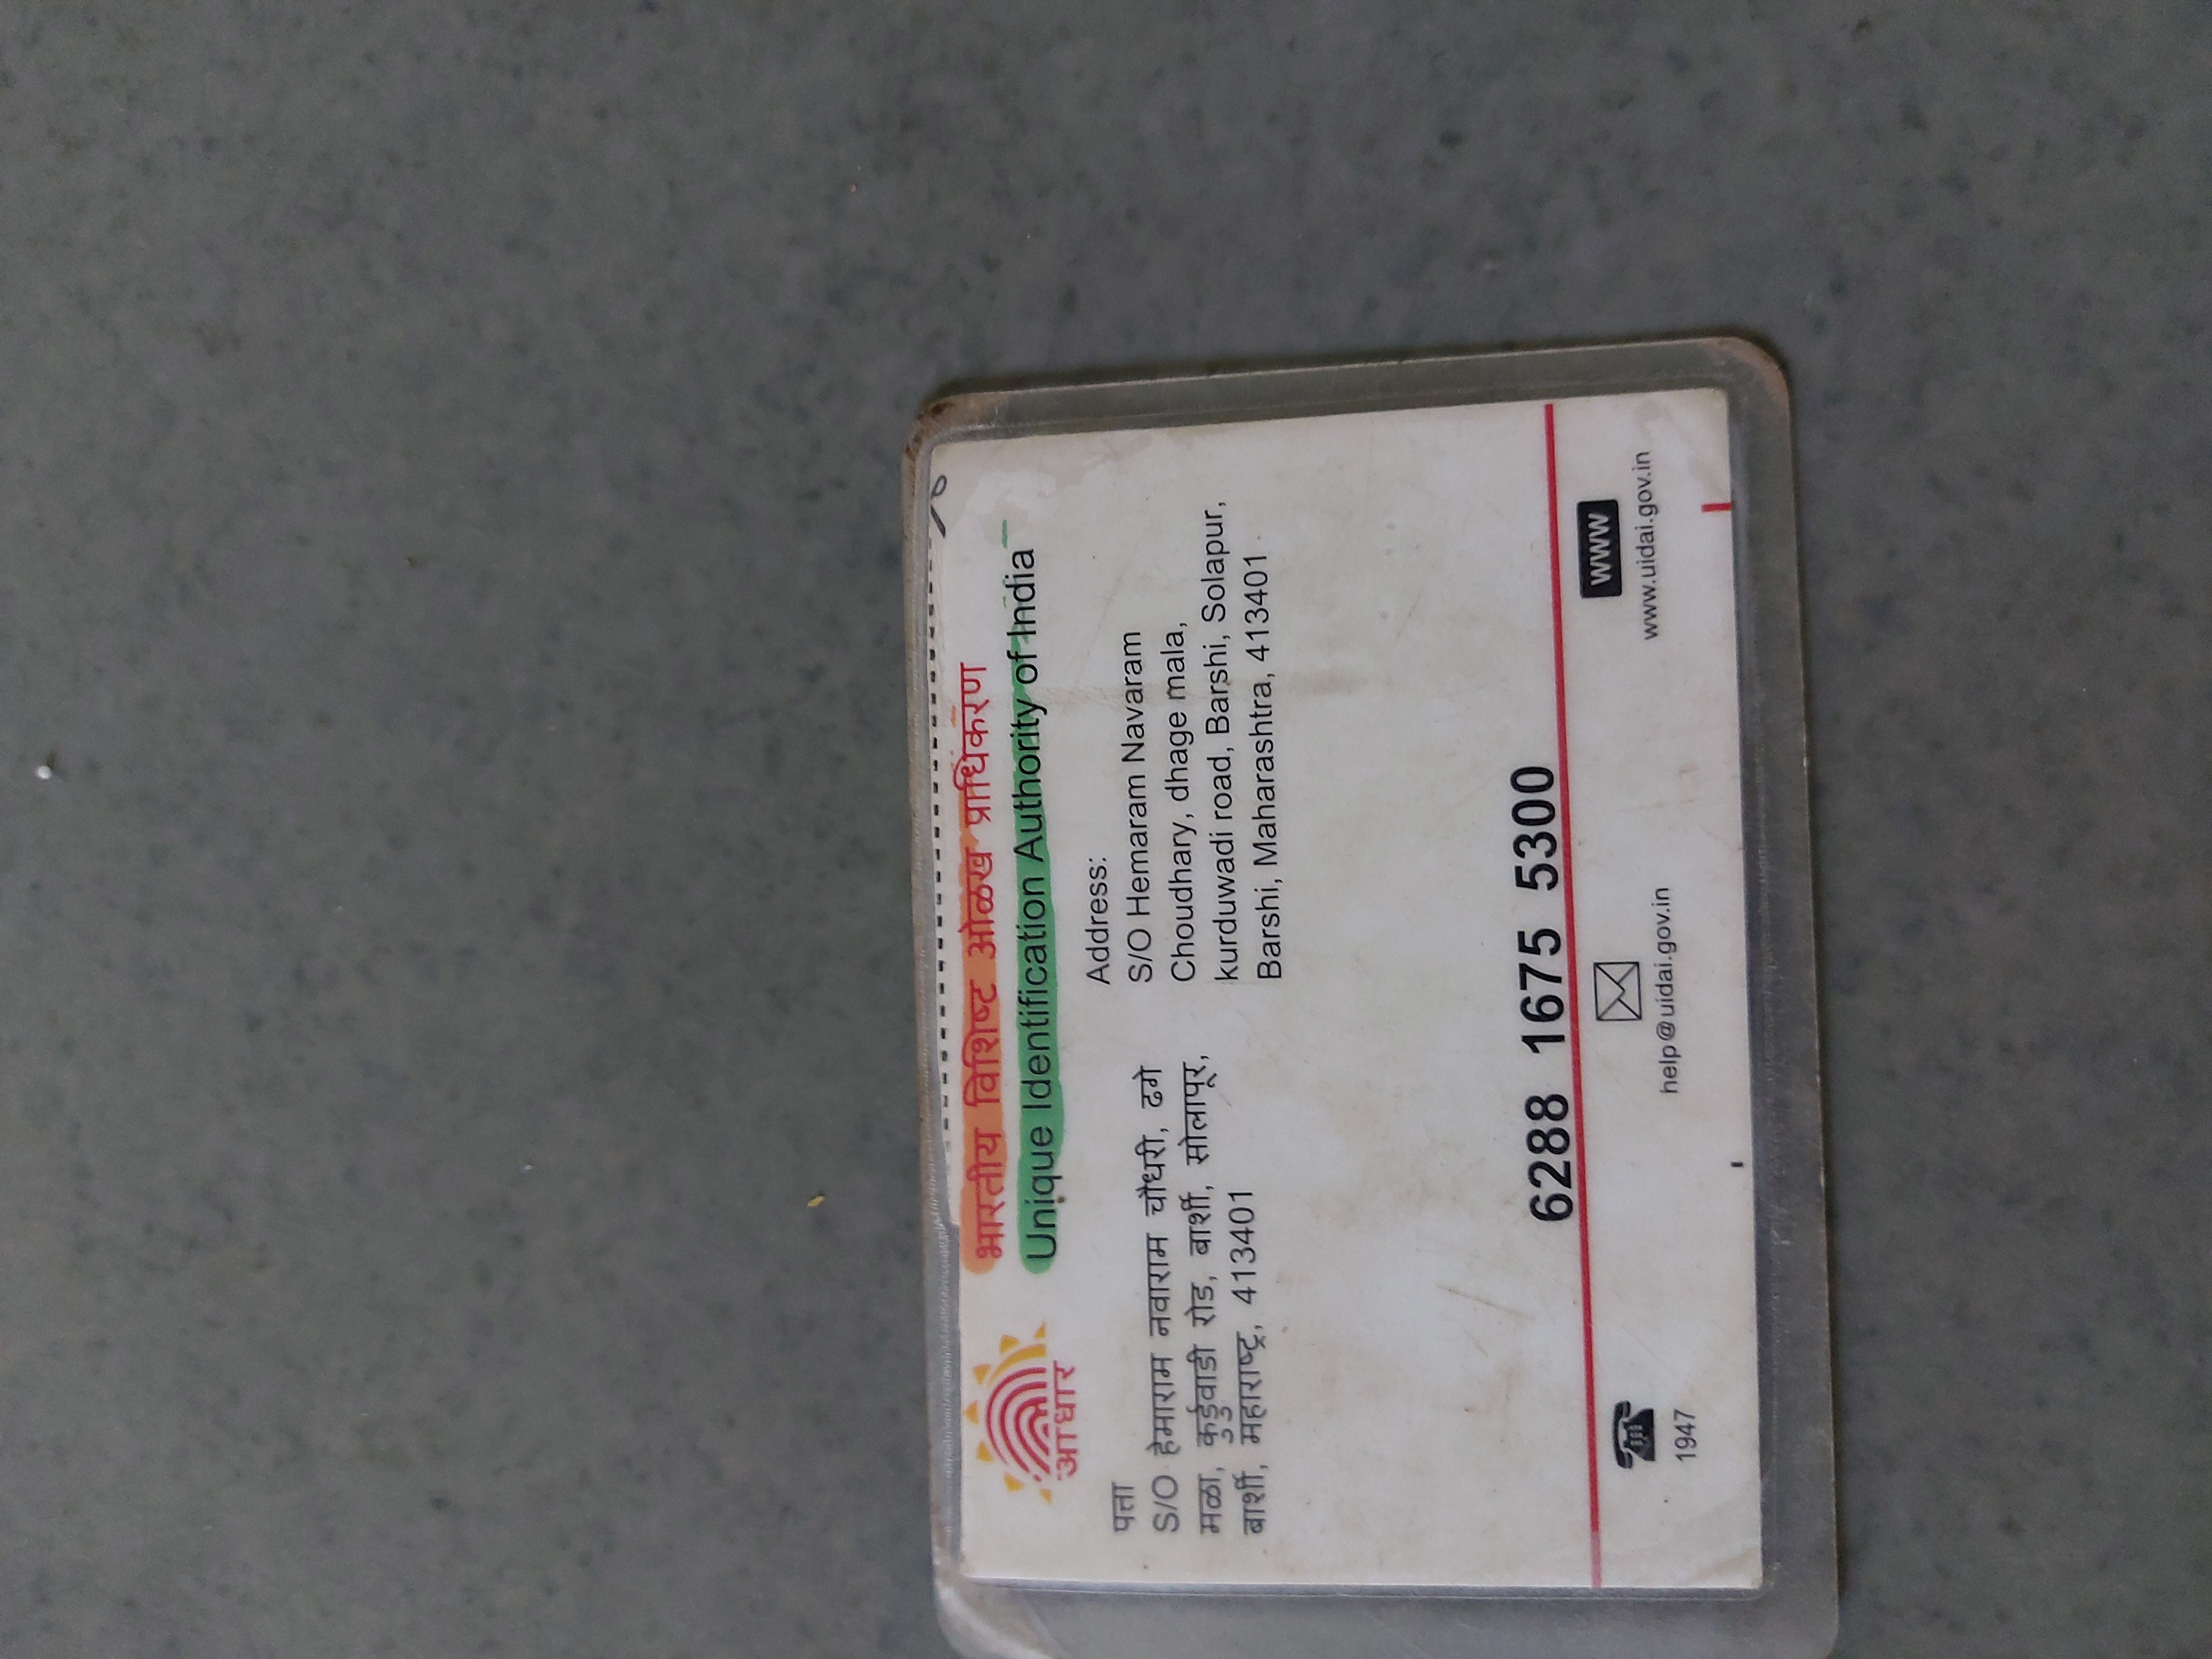 भारतीय विशिष्ट ओळख प्राधिकरण
Unique Identification Authority of India
आधार
पत्ता
S/O हेमाराम नवाराम चौधरी, ढगे
मळा, कुर्डुवाडी रोड, बार्शी, सोलापूर,
बार्शी, महाराष्ट्र, 413401
Address:
S/O Hemaram Navaram
Choudhary, dhage mala,
kurduwadi road, Barshi, Solapur,
Barshi, Maharashtra, 413401
6288 1675 5300
1947
help@uidai.gov.in
www
www.uidai.gov.in